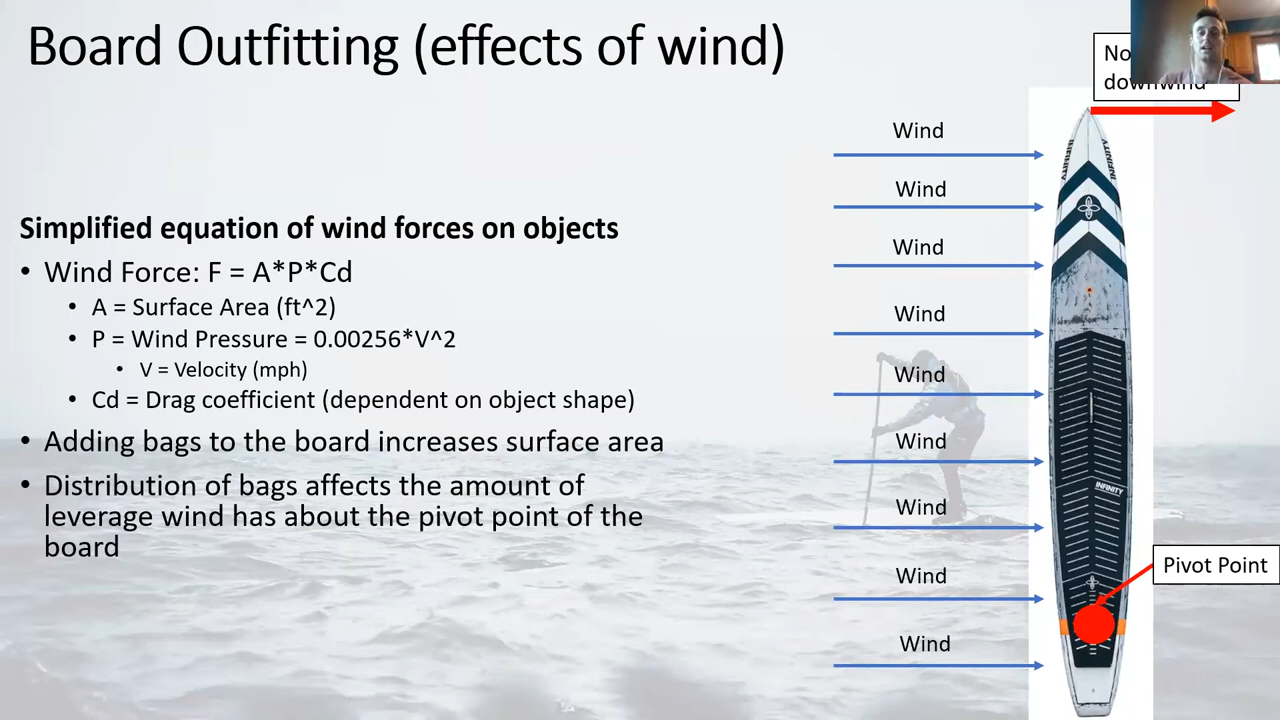 Board Outfitting (effects of wind)
No
downwind
Wind
Wind
Wind
Wind
Wind
Wind
Wind
Wind
Wind
Simplified equation of wind forces on objects
• Wind Force: F = A*P*Cd
• A = Surface Area (ft^2)
• P = Wind Pressure = 0.00256*V^2
• V = Velocity (mph)
• Cd = Drag coefficient (dependent on object shape)
• Adding bags to the board increases surface area
• Distribution of bags affects the amount of
leverage wind has about the pivot point of the
board
INFINITY
INFINITY
INFINITY
Pivot Point